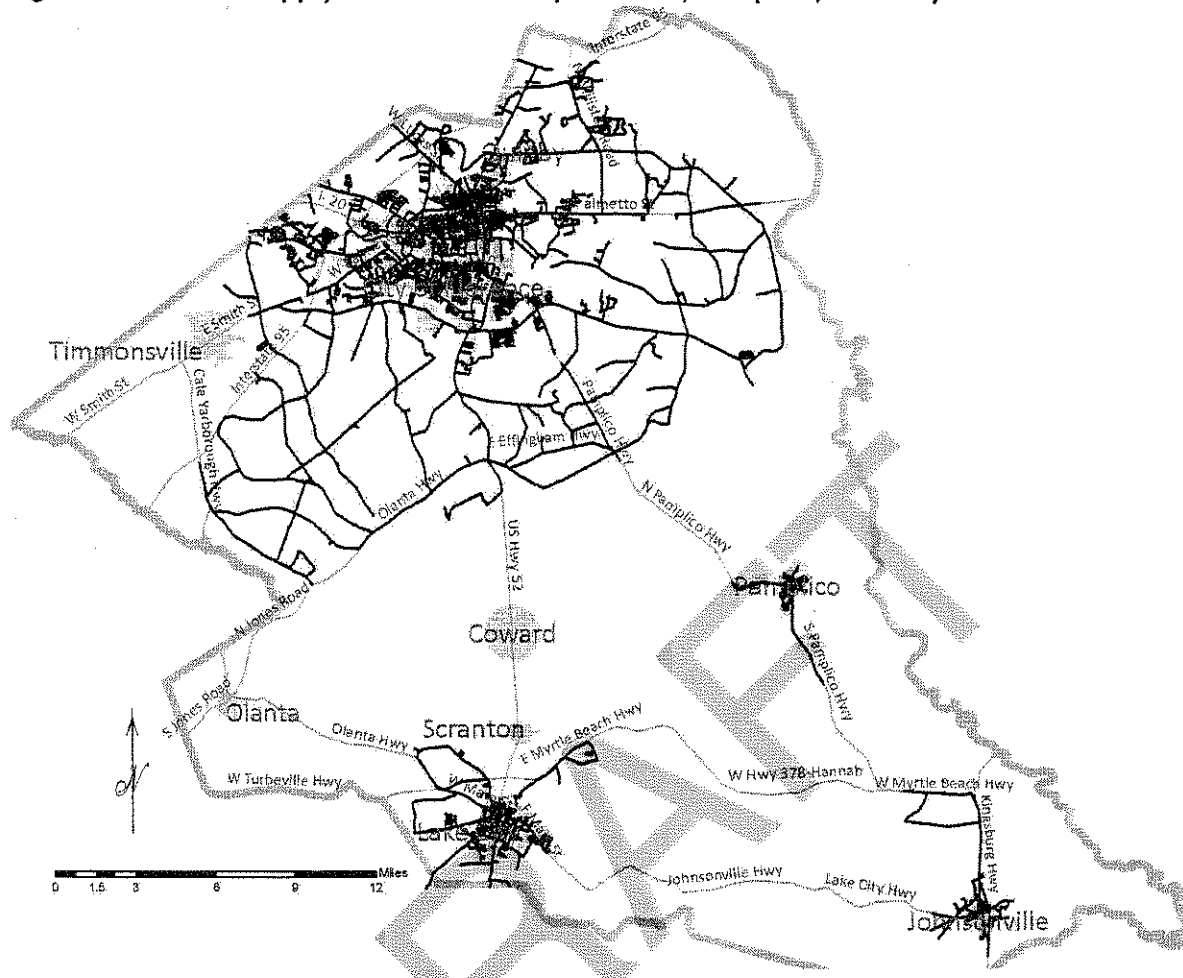 Interstate 95
Palmetto St
I- 20
E Smith S
Timmonsville
Interstate 95
W Smith St
Cale Yarborough Hwy
Pamplico Hwy
Effingham Hwy
Olanta Hwy
N Pamplico Hwy
US Hwy 52
Pamplico
N Jones Road
Coward
S Pamplico Hwy
S Jones Road
Olanta
Scranton
Olanta Hwy
E Myrtle Beach Hwy
W Turbeville Hwy
W Hwy 378-Hannah
W Myrtle Beach Hwy
Kingsburg Hwy
Lake
Miles
0 1.5 3 6 9 12
Johnsonville Hwy
Lake City Hwy
Johnsonville